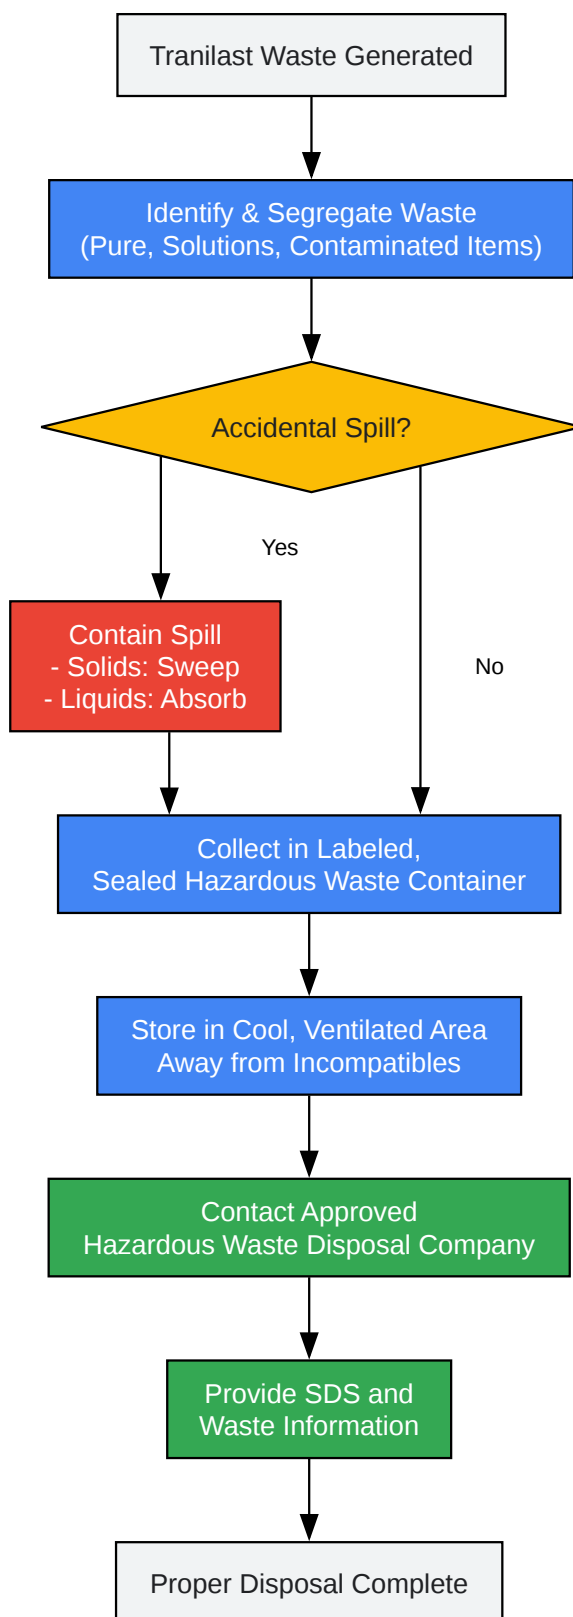 Tranilast Waste Generated
Identify & Segregate Waste
(Pure, Solutions, Contaminated Items)
Accidental Spill?
Yes
Contain Spill
- Solids: Sweep
- Liquids: Absorb
No
Collect in Labeled,
Sealed Hazardous Waste Container
Store in Cool, Ventilated Area
Away from Incompatibles
Contact Approved
Hazardous Waste Disposal Company
Provide SDS and
Waste Information
Proper Disposal Complete